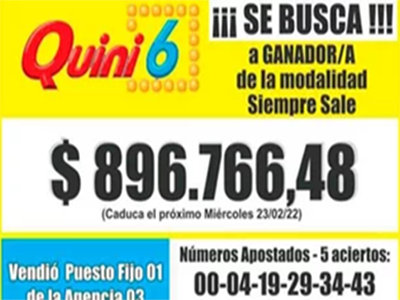 Quini 6
¡¡¡ SE BUSCA !!!
a GANADOR/A
de la modalidad
Siempre Sale
$ 896.766,48
(Caduca el próximo Miércoles 23/02/22)
Vendió Puesto Fijo 01
de la Agencia 03
Números Apostados - 5 aciertos:
00-04-19-29-34-43